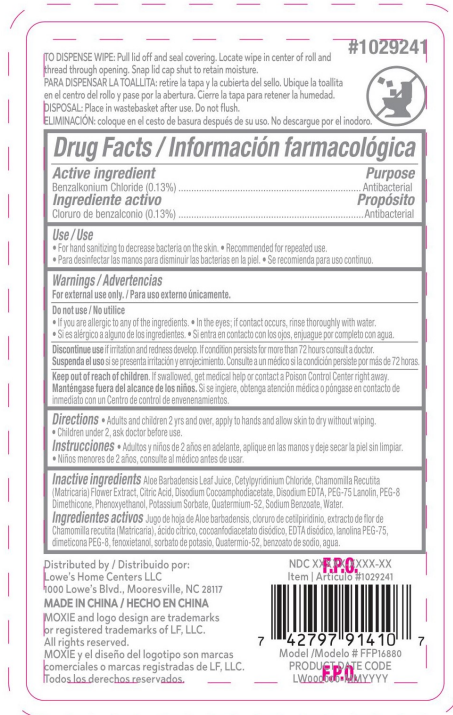 #1029241
TO DISPENSE WIPE: Pull lid off and seal covering. Locate wipe in center of roll and
thread through opening. Snap lid cap shut to retain moisture.
PARA DISPENSAR LA TOALLITA: retire la tapa y la cubierta del sello. Ubique la toallita
en el centro del rollo y pase por la abertura. Cierre la tapa para retener la humedad.
DISPOSAL: Place in wastebasket after use. Do not flush.
ELIMINACIÓN: coloque en el cesto de basura después de su uso. No descargue por el inodoro.
Drug Facts / Información farmacológica
Active ingredient Purpose
Benzalkonium Chloride (0.13%) Antibacterial
Ingrediente activo Propósito
Cloruro de benzalconio (0.13%) Antibacterial
Use / Use
• For hand sanitizing to decrease bacteria on the skin. • Recommended for repeated use.
• Para desinfectar las manos para disminuir las bacterias en la piel. • Se recomienda para uso continuo.
Warnings / Advertencias
For external use only. / Para uso externo únicamente.
Do not use / No utilice
• If you are allergic to any of the ingredients. • In the eyes; if contact occurs, rinse thoroughly with water.
• Si es alérgico a alguno de los ingredientes. • Si entra en contacto con los ojos, enjuague por completo con agua.
Discontinue use if irritation and redness develop. If condition persists for more than 72 hours consult a doctor.
Suspenda el uso si se presenta irritación y enrojecimiento. Consulte a un médico si la condición persiste por más de 72 horas.
Keep out of reach of children. If swallowed, get medical help or contact a Poison Control Center right away.
Manténgase fuera del alcance de los niños. Si se ingiere, obtenga atención médica o póngase en contacto de
inmediato con un Centro de control de envenenamientos.
Directions • Adults and children 2 yrs and over, apply to hands and allow skin to dry without wiping.
• Children under 2, ask doctor before use.
Instrucciones • Adultos y niños de 2 años en adelante, aplique en las manos y deje secar la piel sin limpiar.
• Niños menores de 2 años, consulte al médico antes de usar.
Inactive ingredients Aloe Barbadensis Leaf Juice, Cetylpyridinium Chloride, Chamomilla Recutita
(Matricaria) Flower Extract, Citric Acid, Disodium Cocoamphodiacetate, Disodium EDTA, PEG-75 Lanolin, PEG-8
Dimethicone, Phenoxyethanol, Potassium Sorbate, Quaternium-52, Sodium Benzoate, Water.
Ingredientes activos Jugo de hoja de Aloe barbadensis, cloruro de cetilpiridinio, extracto de flor de
Chamomilla recutita (Matricaria), ácido cítrico, cocoanfodiacetato disódico, EDTA disódico, lanolina PEG-75,
dimeticona PEG-8, fenoxietanol, sorbato de potasio, Quaternio-52, benzoato de sodio, agua.
Distributed by / Distribuido por:
Lowe's Home Centers LLC
1000 Lowe's Blvd., Mooresville, NC 28117
MADE IN CHINA / HECHO EN CHINA
MOXIE and logo design are trademarks
or registered trademarks of LF, LLC.
All rights reserved.
MOXIE y el diseño del logotipo son marcas
comerciales o marcas registradas de LF, LLC.
Todos los derechos reservados.
NDC
F.P.O.
Item | Artículo #1029241
7 42797 91410 7
Model /Modelo # FFP16880
PRODUCT DATE CODE
F.P.O.